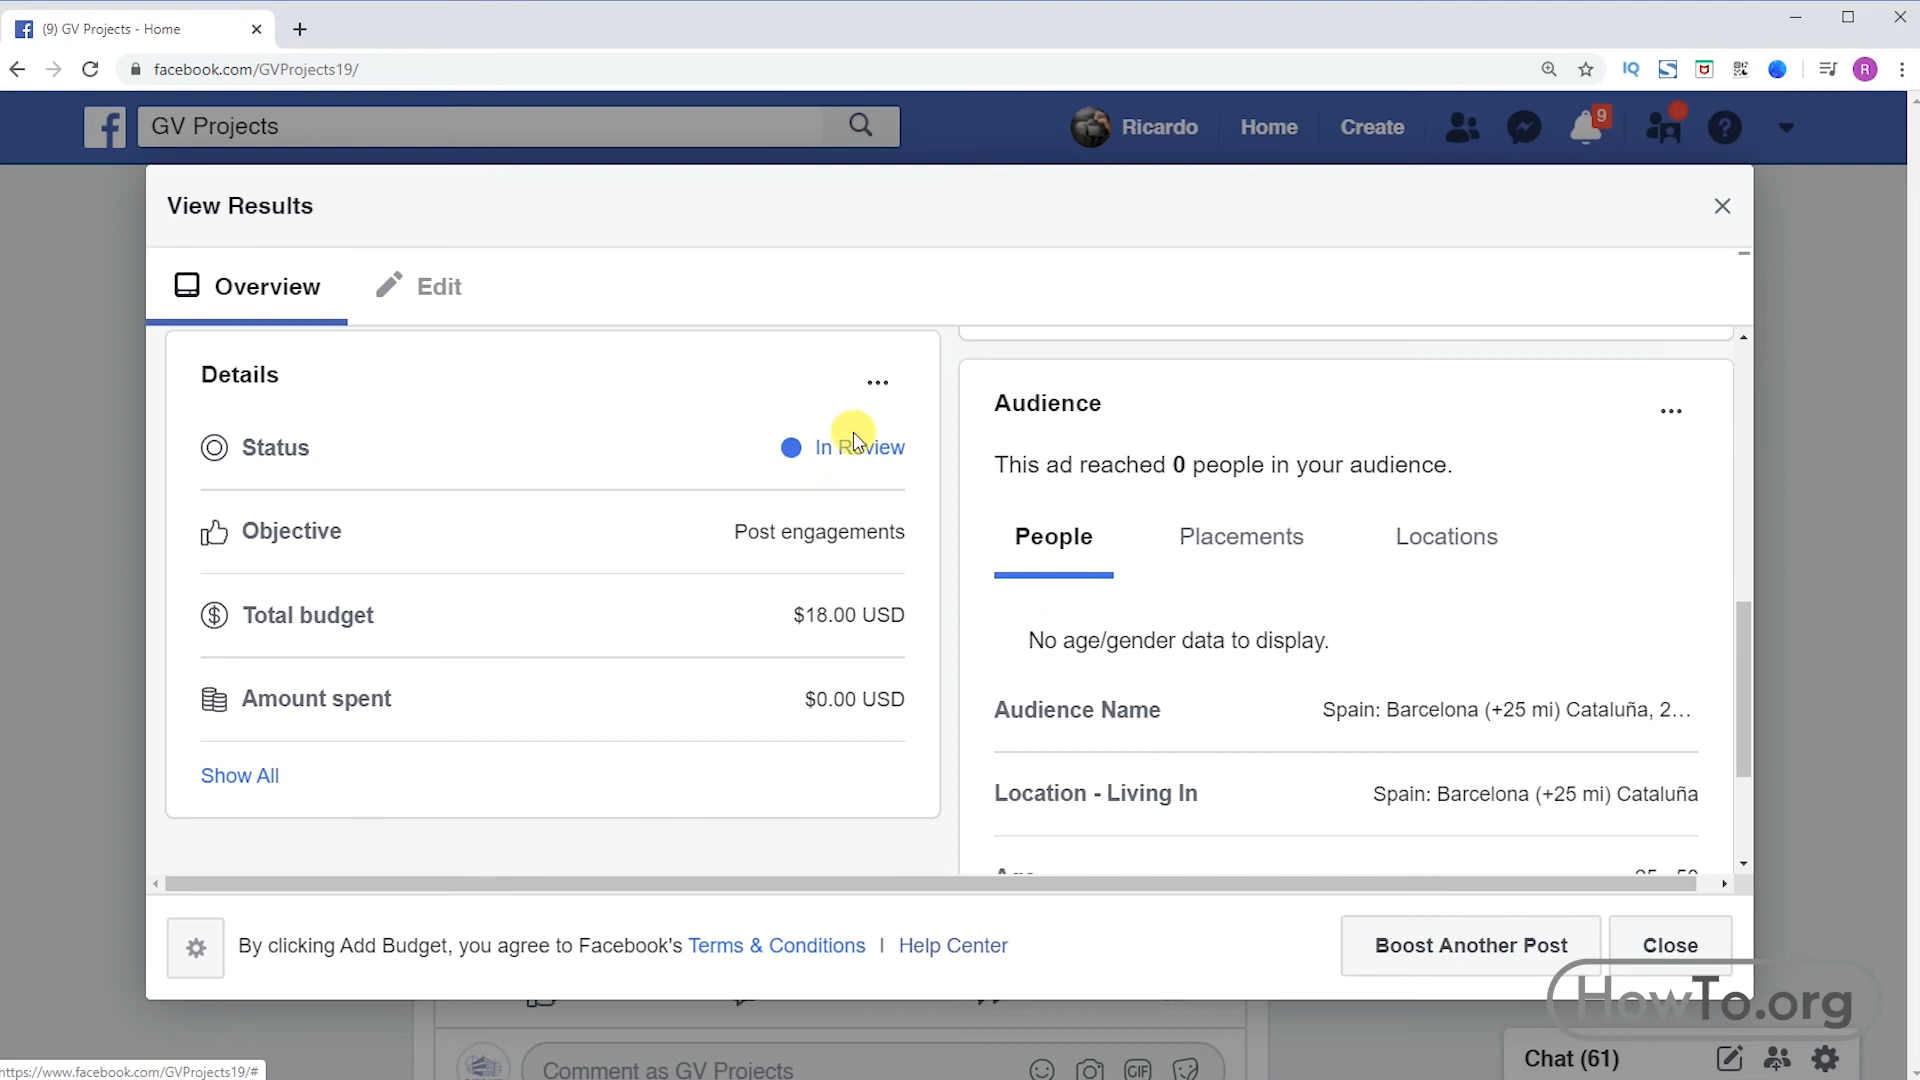 (9) GV Projects - Home
facebook.com/GVProjects19/
IQ
R
GV Projects
Ricardo
Home
Create
9
View Results
Overview
Edit
Details
Status
In Review
Objective
Post engagements
Total budget
$18.00 USD
Amount spent
$0.00 USD
Show All
Audience
This ad reached 0 people in your audience.
People
Placements
Locations
No age/gender data to display.
Audience Name
Spain: Barcelona (+25 mi) Cataluña, 2...
Location - Living In
Spain: Barcelona (+25 mi) Cataluña
By clicking Add Budget, you agree to Facebook's Terms & Conditions | Help Center
Boost Another Post
Close
HowTo.org
Comment as GV Projects
GIF
Chat (61)
https://www.facebook.com/GVProjects19/#